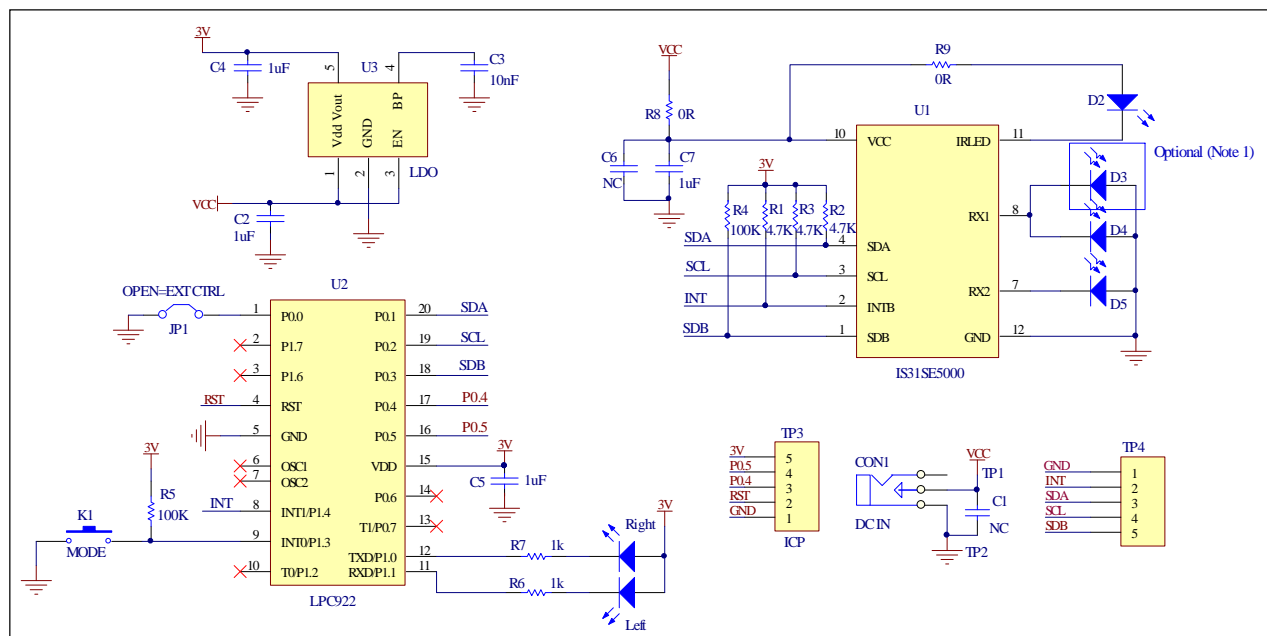 3V
C4
1uF
5
U3
4
C3
10nF
Vdd Vout
GND
BP
EN
1
2
3
LDO
VCC
C2
1uF
VCC
R8
0R
R9
0R
D2
U1
C6
NC
C7
1uF
3V
R4
100K
R1
4.7K
R3
4.7K
R2
4.7K
10
VCC
IRLED
11
Optional (Note 1)
D3
8
RX1
D4
SDA
4
SDA
SCL
3
SCL
RX2
7
D5
INT
2
INTB
SDB
1
SDB
GND
12
IS31SE5000
OPEN=EXT CTRL
JP1
U2
1
P0.0
P0.1
20
SDA
2
P1.7
P0.2
19
SCL
3
P1.6
P0.3
18
SDB
RST
4
RST
P0.4
17
P0.4
5
GND
P0.5
16
P0.5
3V
6
OSC1
VDD
15
3V
7
OSC2
P0.6
14
C5
1uF
R5
100K
INT
8
INT1/P1.4
T1/P0.7
13
K1
MODE
9
INT0/P1.3
TXD/P1.0
12
R7
1k
Right
3V
10
T0/P1.2
RXD/P1.1
11
R6
1k
Left
LPC922
TP3
3V
5
P0.5
4
P0.4
3
RST
2
GND
1
ICP
CON1
DC IN
VCC
TP1
C1
NC
TP2
TP4
GND
1
INT
2
SDA
3
SCL
4
SDB
5